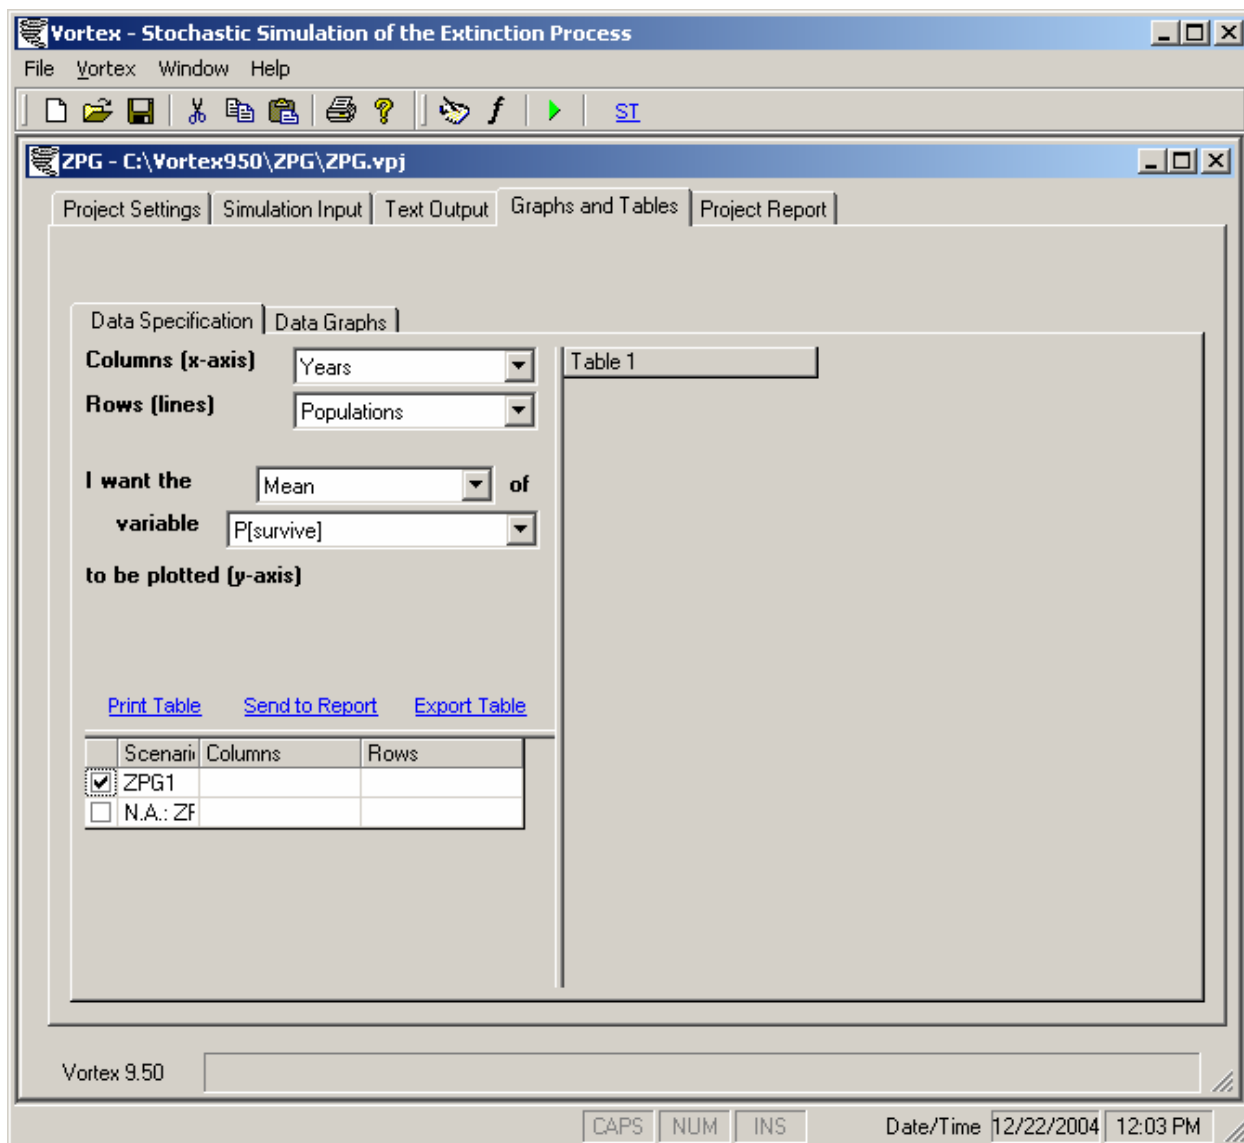 Vortex - Stochastic Simulation of the Extinction Process
File Vortex Window Help
ST
ZPG - C:\Vortex950\ZPG\ZPG.vpj
Project Settings Simulation Input Text Output Graphs and Tables Project Report
Data Specification Data Graphs
Columns (x-axis) Years
Table 1
Rows (lines) Populations
I want the Mean of
variable P[survive]
to be plotted (y-axis)
Print Table Send to Report Export Table
Scenari Columns Rows
ZPG1
N.A.: ZF
Vortex 9.50
CAPS NUM INS Date/Time 12/22/2004 12:03 PM